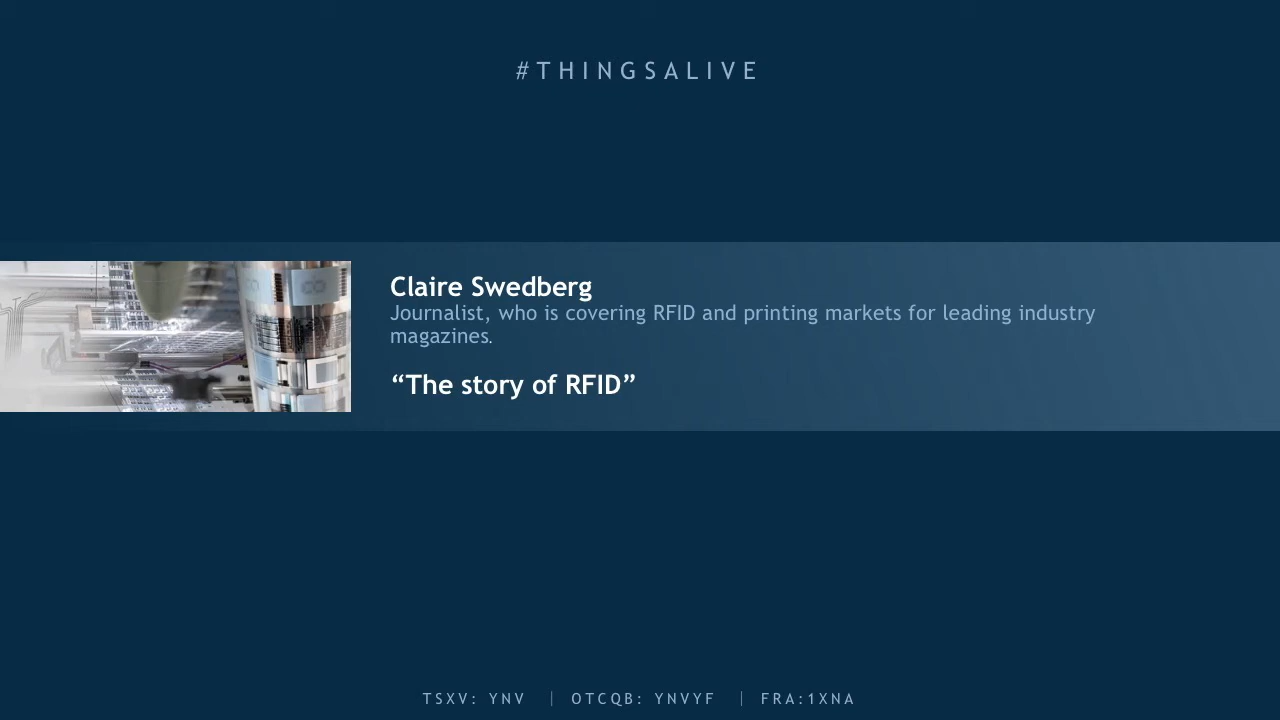 #THINGSALIVE
Claire Swedberg
Journalist, who is covering RFID and printing markets for leading industry
magazines.
“The story of RFID”
TSXV: YNV | OTCQB: YNVYF | FRA:1XNA